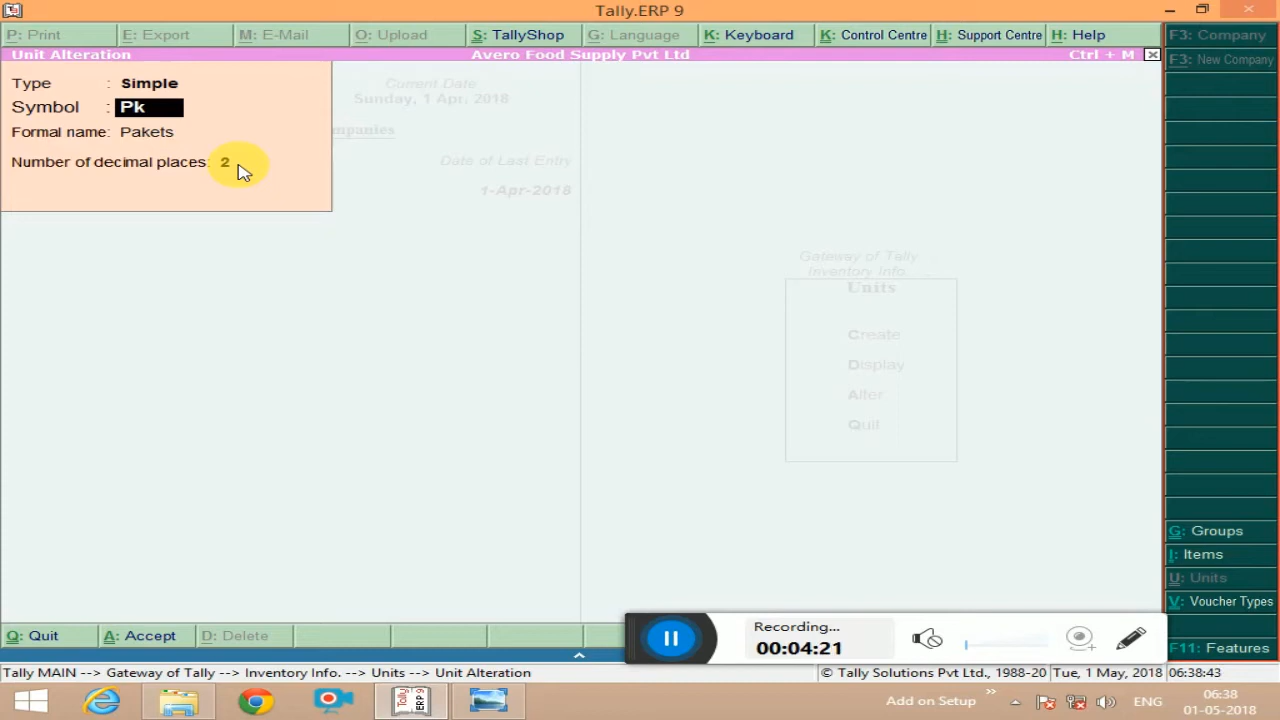 Tally.ERP 9
P: Print E: Export M: E-Mail O: Upload S: TallyShop G: Language K: Keyboard K: Control Centre H: Support Centre H: Help
F3: Company
Unit Alteration Avero Food Supply Pvt Ltd Ctrl + M
F3: New Company
Type : Simple
Current Date
Sunday, 1 Apr, 2018
Symbol : Pk
Formal name: Pakets
mpanies
Number of decimal places: 2
Date of Last Entry
1-Apr-2018
Gateway of Tally
Inventory Info.
Units
Create
Display
Alter
Quit
G: Groups
I: Items
U: Units
V: Voucher Types
F11: Features
Q: Quit A: Accept D: Delete
Recording...
00:04:21
Tally MAIN --> Gateway of Tally --> Inventory Info. --> Units --> Unit Alteration © Tally Solutions Pvt Ltd., 1988-20 Tue, 1 May, 2018 06:38:43
Tally ERP 9
Add on Setup » ENG 06:38
01-05-2018